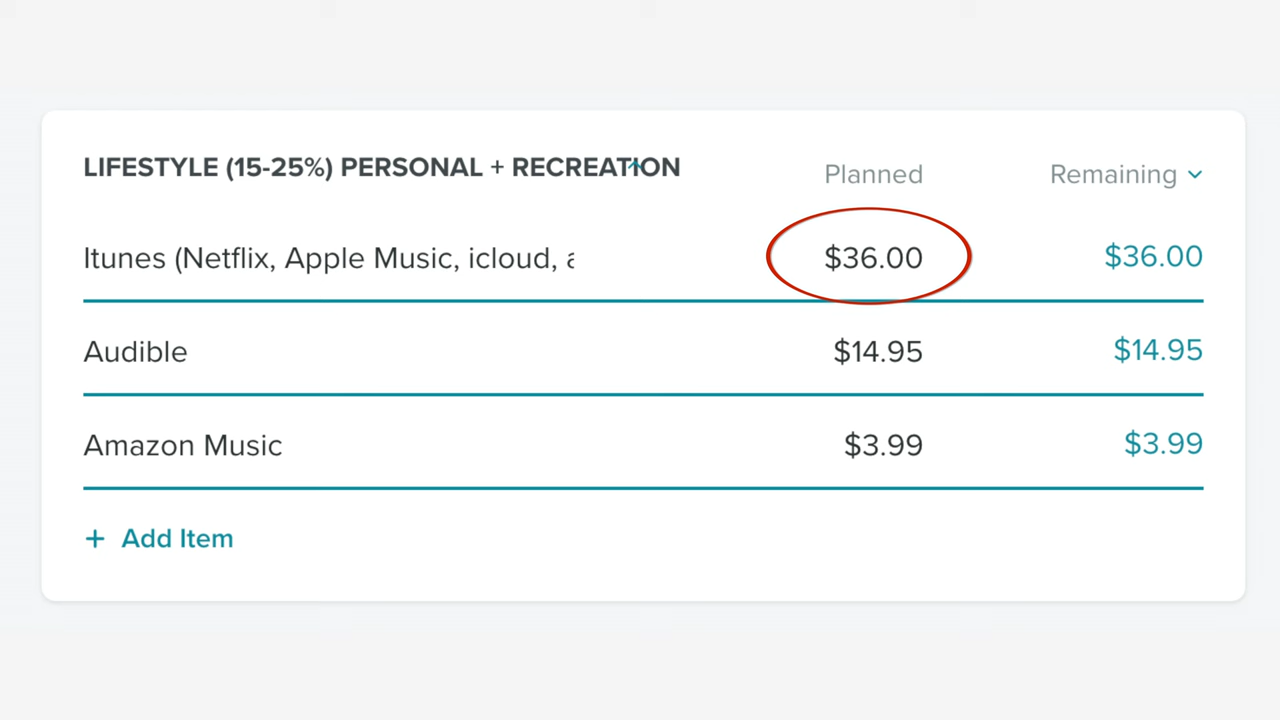 LIFESTYLE (15-25%) PERSONAL + RECREATION Planned Remaining
Itunes (Netflix, Apple Music, icloud, $36.00 $36.00
Audible $14.95 $14.95
Amazon Music $3.99 $3.99
+ Add Item